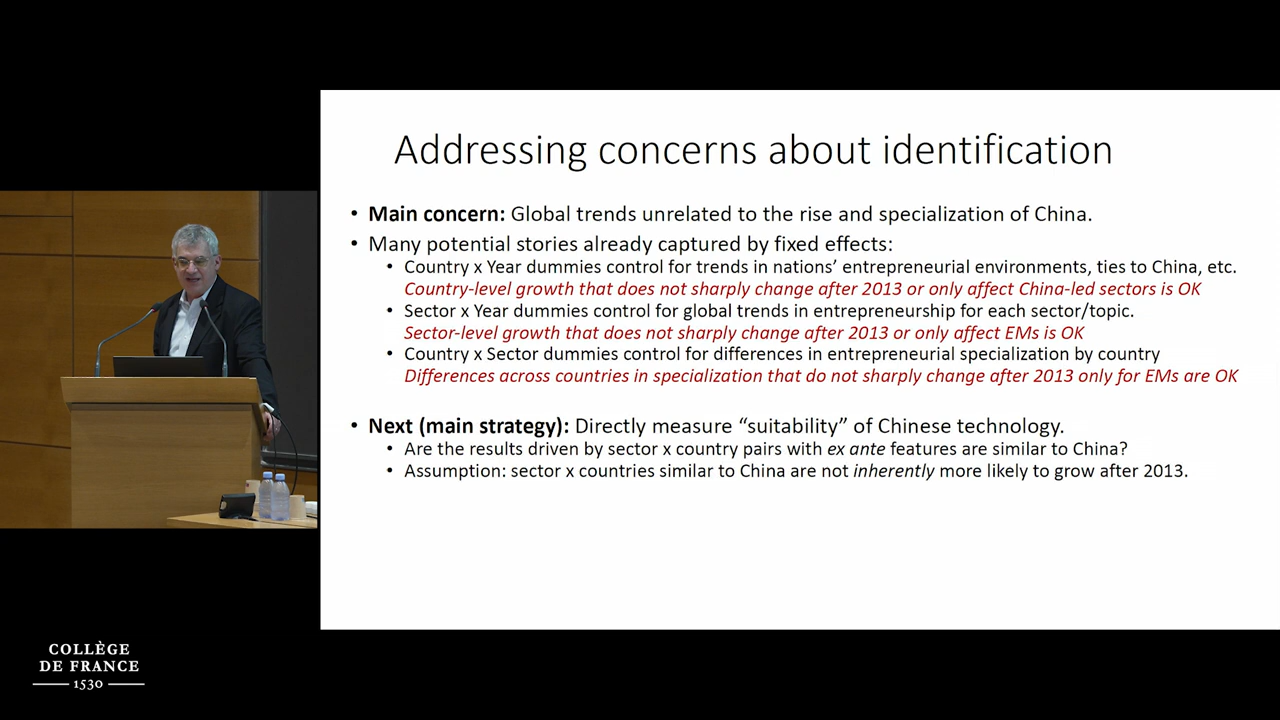 Addressing concerns about identification
• Main concern: Global trends unrelated to the rise and specialization of China.
• Many potential stories already captured by fixed effects:
• Country x Year dummies control for trends in nations’ entrepreneurial environments, ties to China, etc.
Country-level growth that does not sharply change after 2013 or only affect China-led sectors is OK
• Sector x Year dummies control for global trends in entrepreneurship for each sector/topic.
Sector-level growth that does not sharply change after 2013 or only affect EMs is OK
• Country x Sector dummies control for differences in entrepreneurial specialization by country
Differences across countries in specialization that do not sharply change after 2013 only for EMs are OK
• Next (main strategy): Directly measure “suitability” of Chinese technology.
• Are the results driven by sector x country pairs with ex ante features are similar to China?
• Assumption: sector x countries similar to China are not inherently more likely to grow after 2013.
COLLÈGE
DE FRANCE
1530